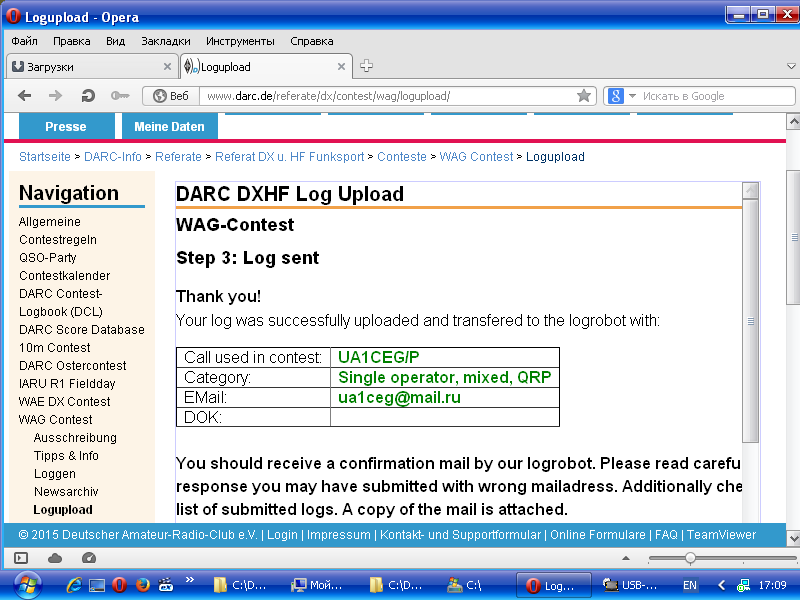 Logupload - Opera
Файл Правка Вид Закладки Инструменты Справка
Загрузки
Logupload
Веб
www.darc.de/referate/dx/contest/wag/logupload/
Искать в Google
Presse
Meine Daten
Startseite > DARC-Info > Referate > Referat DX u. HF Funksport > Conteste > WAG Contest > Logupload
Navigation
Allgemeine
Contestregeln
QSO-Party
Contestkalender
DARC Contest-
Logbook (DCL)
DARC Score Database
10m Contest
DARC Ostercontest
IARU R1 Fieldday
WAE DX Contest
WAG Contest
Ausschreibung
Tipps & Info
Loggen
Newsarchiv
Logupload
DARC DXHF Log Upload
WAG-Contest
Step 3: Log sent
Thank you!
Your log was successfully uploaded and transfered to the logrobot with:
Call used in contest: UA1CEG/P
Category: Single operator, mixed, QRP
EMail: ua1ceg@mail.ru
DOK:
You should receive a confirmation mail by our logrobot. Please read carefu
response you may have submitted with wrong mailadress. Additionally che
list of submitted logs. A copy of the mail is attached.
© 2015 Deutscher Amateur-Radio-Club e.V. | Login | Impressum | Kontakt- und Supportformular | Online Formulare | FAQ | TeamViewer
C:\D... Мой... C:\D... C:\ Log... USB-... EN 17:09